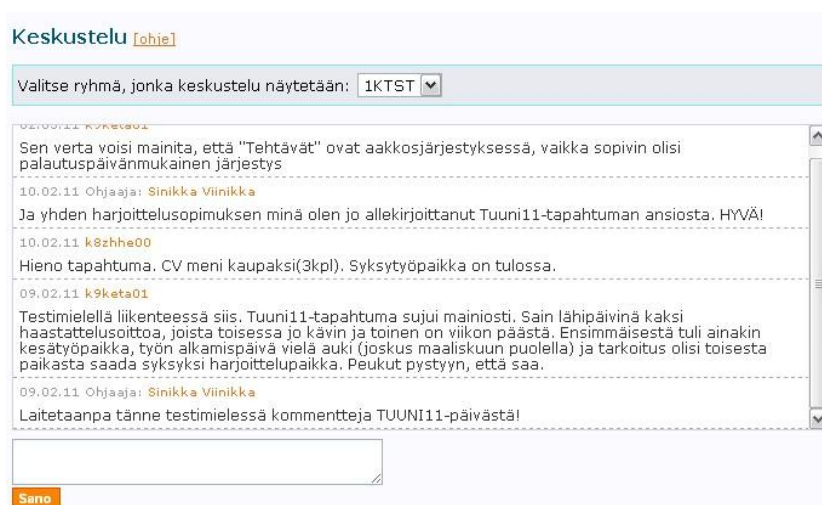 Keskustelu [ohje]
Valitse ryhmä, jonka keskustelu näytetään: 1KTST
02.03.11 k9keta01
Sen verta voisi mainita, että "Tehtävät" ovat aakkosjärjestyksessä, vaikka sopivin olisi
palautuspäivänmukainen järjestys
10.02.11 Ohjaaja: Sinikka Viinikka
Ja yhden harjoittelusopimuksen minä olen jo allekirjoittanut Tuuni11-tapahtuman ansiosta. HYVÄ!
10.02.11 k8zhhe00
Hieno tapahtuma. CV meni kaupaksi(3kpl). Syksytyöpaikka on tulossa.
09.02.11 k9keta01
Testimielellä liikenteessä siis. Tuuni11-tapahtuma sujui mainiosti. Sain lähipäivinä kaksi
haastattelusoittoa, joista toisessa jo kävin ja toinen on viikon päästä. Ensimmäisestä tuli ainakin
kesätyöpaikka, työn alkamispäivä vielä auki (joskus maaliskuun puolella) ja tarkoitus olisi toisesta
paikasta saada syksyksi harjoittelupaikka. Peukut pystyyn, että saa.
09.02.11 Ohjaaja: Sinikka Viinikka
Laitetaanpa tänne testimielessä kommentteja TUUNI11-päivästä!
Sano